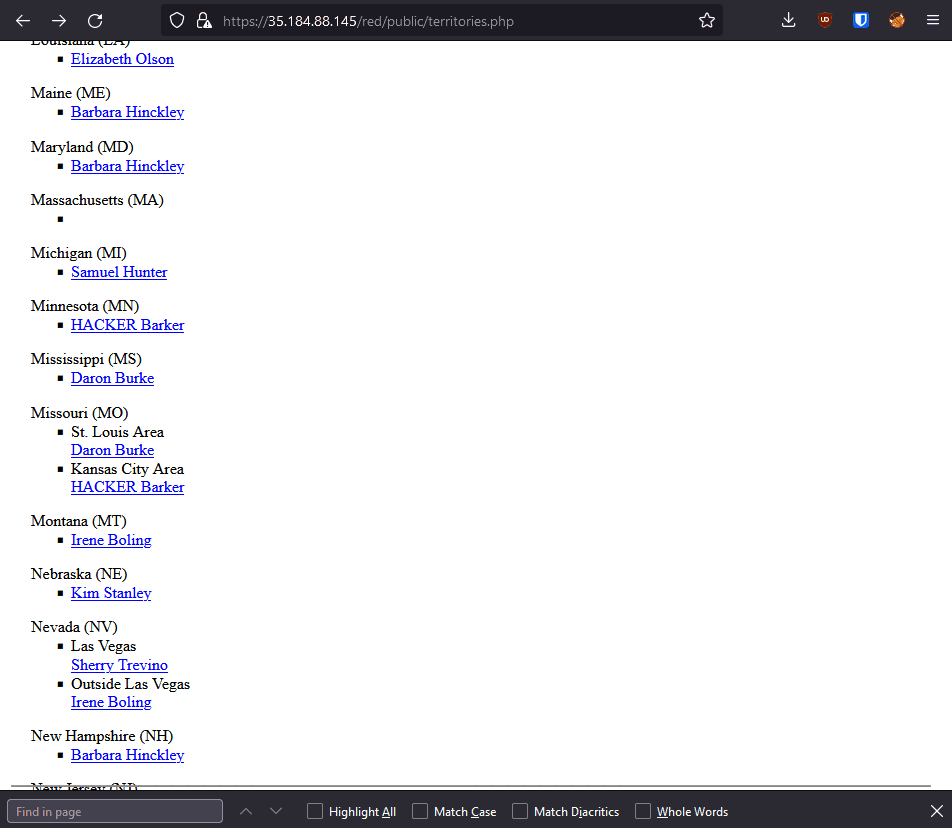 https://35.184.88.145/red/public/territories.php
Louisiana (LA)
Elizabeth Olson
Maine (ME)
Barbara Hinckley
Maryland (MD)
Barbara Hinckley
Massachusetts (MA)
Michigan (MI)
Samuel Hunter
Minnesota (MN)
HACKER Barker
Mississippi (MS)
Daron Burke
Missouri (MO)
St. Louis Area
Daron Burke
Kansas City Area
HACKER Barker
Montana (MT)
Irene Boling
Nebraska (NE)
Kim Stanley
Nevada (NV)
Las Vegas
Sherry Trevino
Outside Las Vegas
Irene Boling
New Hampshire (NH)
Barbara Hinckley
New Jersey (NJ)
Find in page Highlight All Match Case Match Diacritics Whole Words